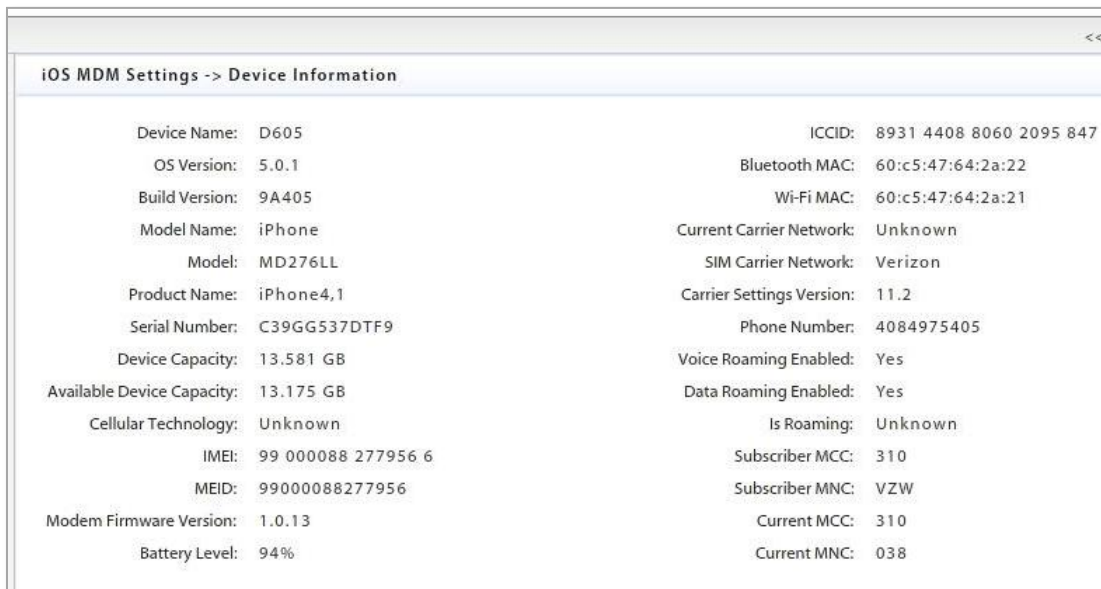 <<
iOS MDM Settings -> Device Information
Device Name: D605
OS Version: 5.0.1
Build Version: 9A405
Model Name: iPhone
Model: MD276LL
Product Name: iPhone4,1
Serial Number: C39GG537DTF9
Device Capacity: 13.581 GB
Available Device Capacity: 13.175 GB
Cellular Technology: Unknown
IMEI: 99 000088 277956 6
MEID: 99000088277956
Modem Firmware Version: 1.0.13
Battery Level: 94%
ICCID: 8931 4408 8060 2095 847
Bluetooth MAC: 60:c5:47:64:2a:22
Wi-Fi MAC: 60:c5:47:64:2a:21
Current Carrier Network: Unknown
SIM Carrier Network: Verizon
Carrier Settings Version: 11.2
Phone Number: 4084975405
Voice Roaming Enabled: Yes
Data Roaming Enabled: Yes
Is Roaming: Unknown
Subscriber MCC: 310
Subscriber MNC: VZW
Current MCC: 310
Current MNC: 038